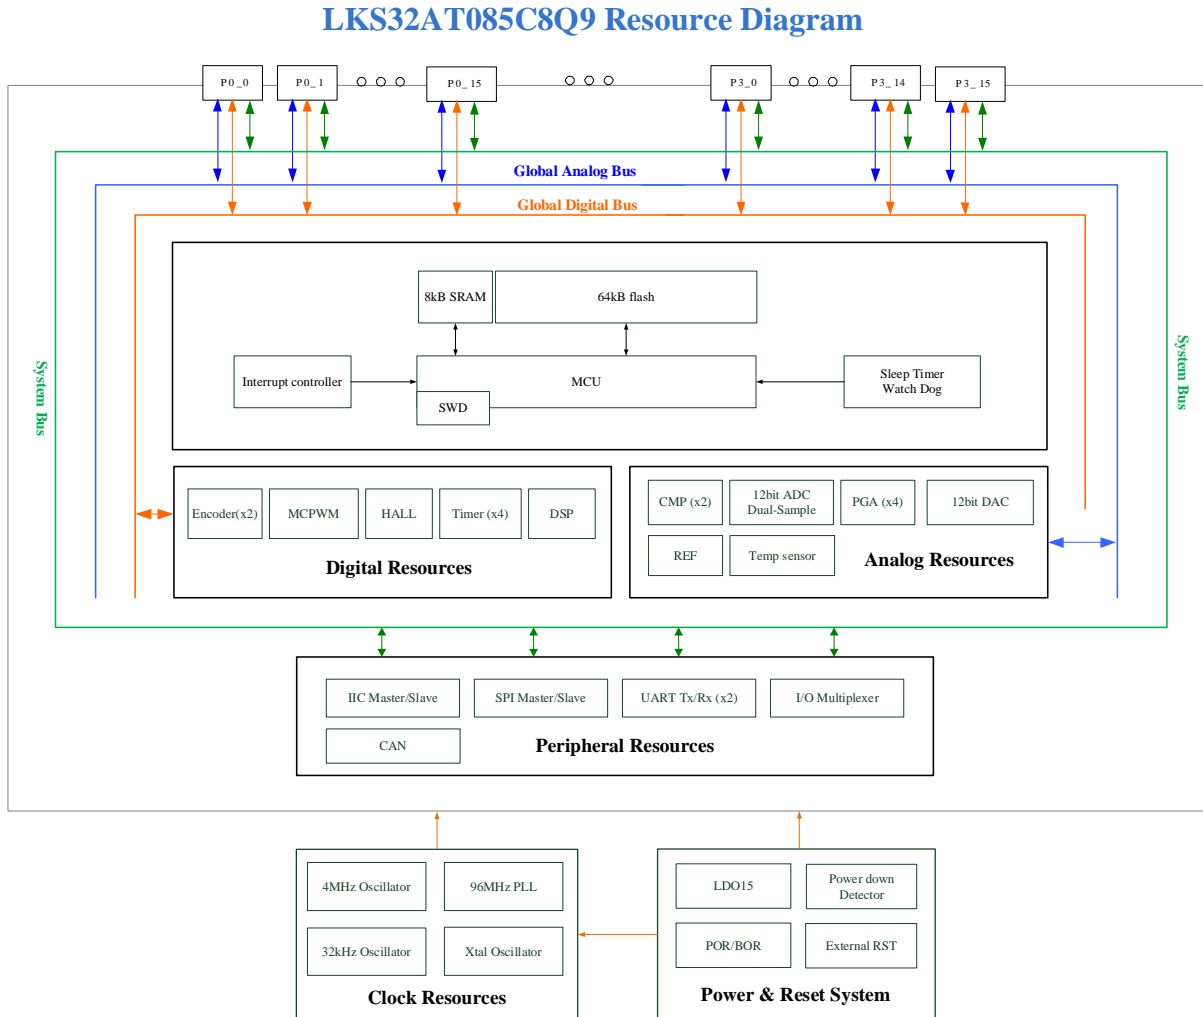 LKS32AT085C8Q9 Resource Diagram
P0_0
P0_1
P0_15
P3_0
P3_14
P3_15
Global Analog Bus
Global Digital Bus
System Bus
System Bus
8kB SRAM
64kB flash
Interrupt controller
MCU
SWD
Sleep Timer
Watch Dog
Encoder(x2)
MCPWM
HALL
Timer (x4)
DSP
Digital Resources
CMP (x2)
12bit ADC
Dual-Sample
PGA (x4)
12bit DAC
REF
Temp sensor
Analog Resources
IIC Master/Slave
SPI Master/Slave
UART Tx/Rx (x2)
I/O Multiplexer
CAN
Peripheral Resources
4MHz Oscillator
96MHz PLL
32kHz Oscillator
Xtal Oscillator
Clock Resources
LDO15
Power down
Detector
POR/BOR
External RST
Power & Reset System